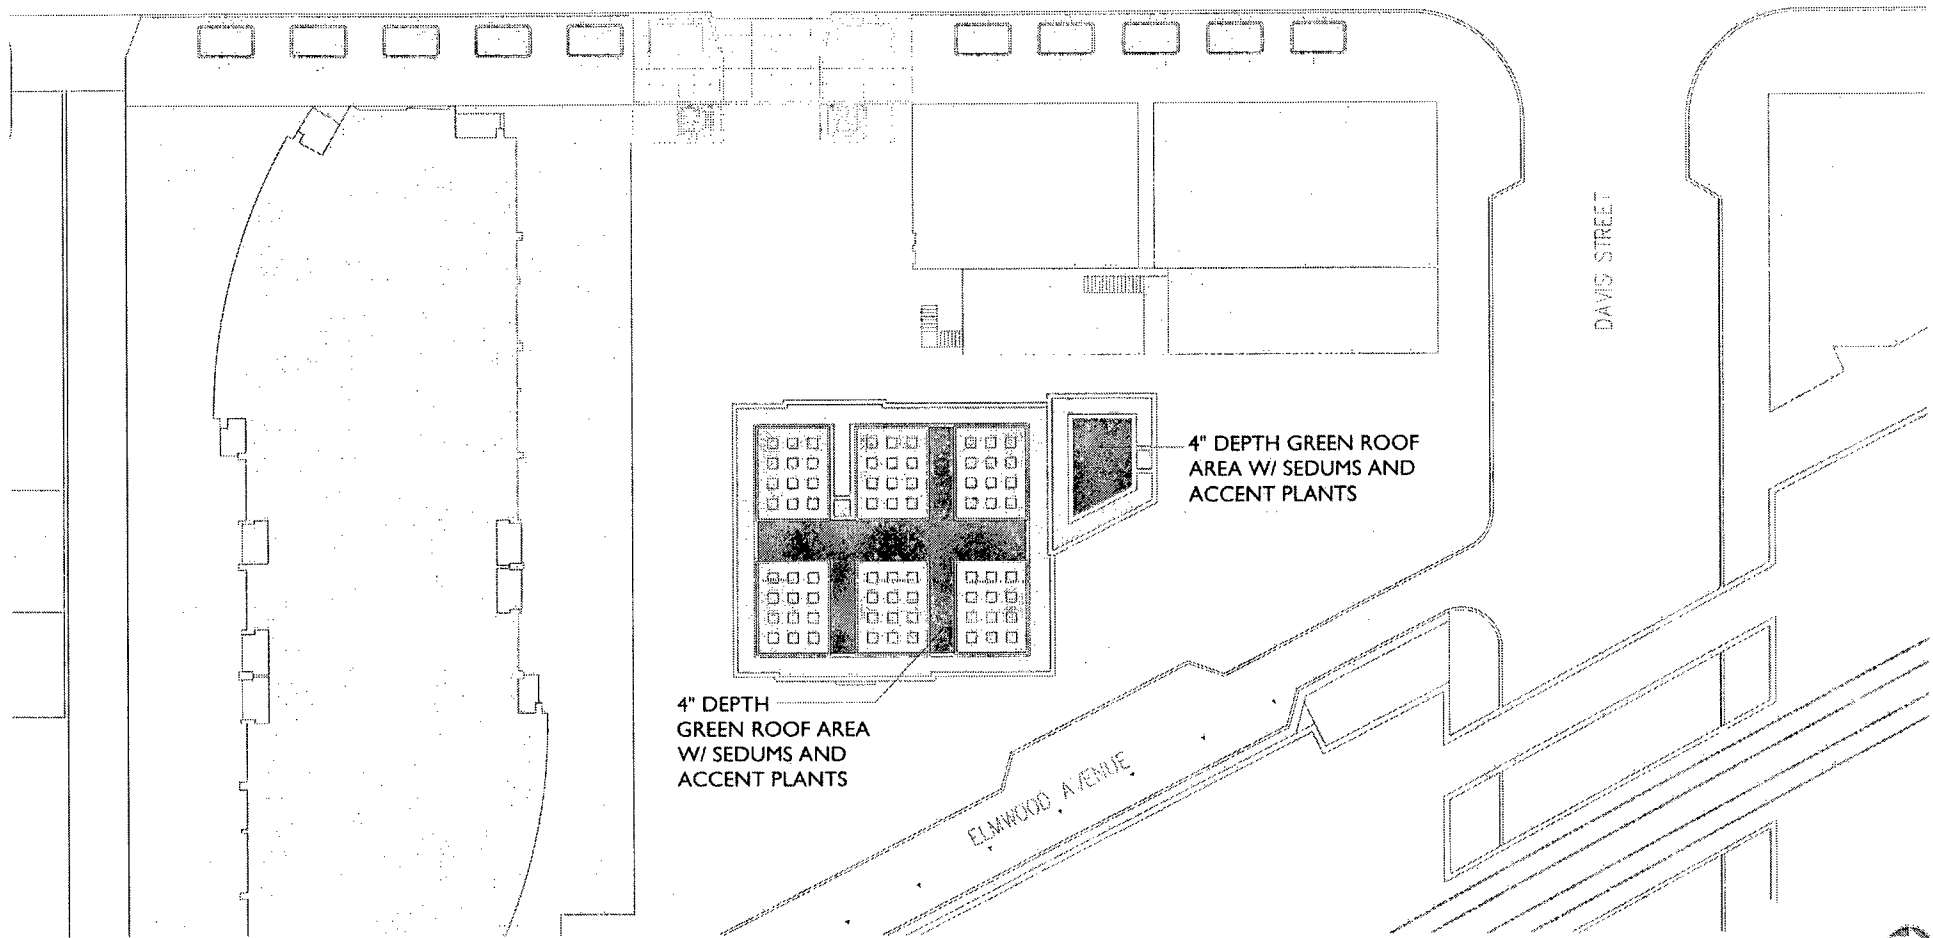 DAVIS STREET
4" DEPTH GREEN ROOF
AREA W/ SEDUMS AND
ACCENT PLANTS
4" DEPTH
GREEN ROOF AREA
W/ SEDUMS AND
ACCENT PLANTS
ELMWOOD AVENUE